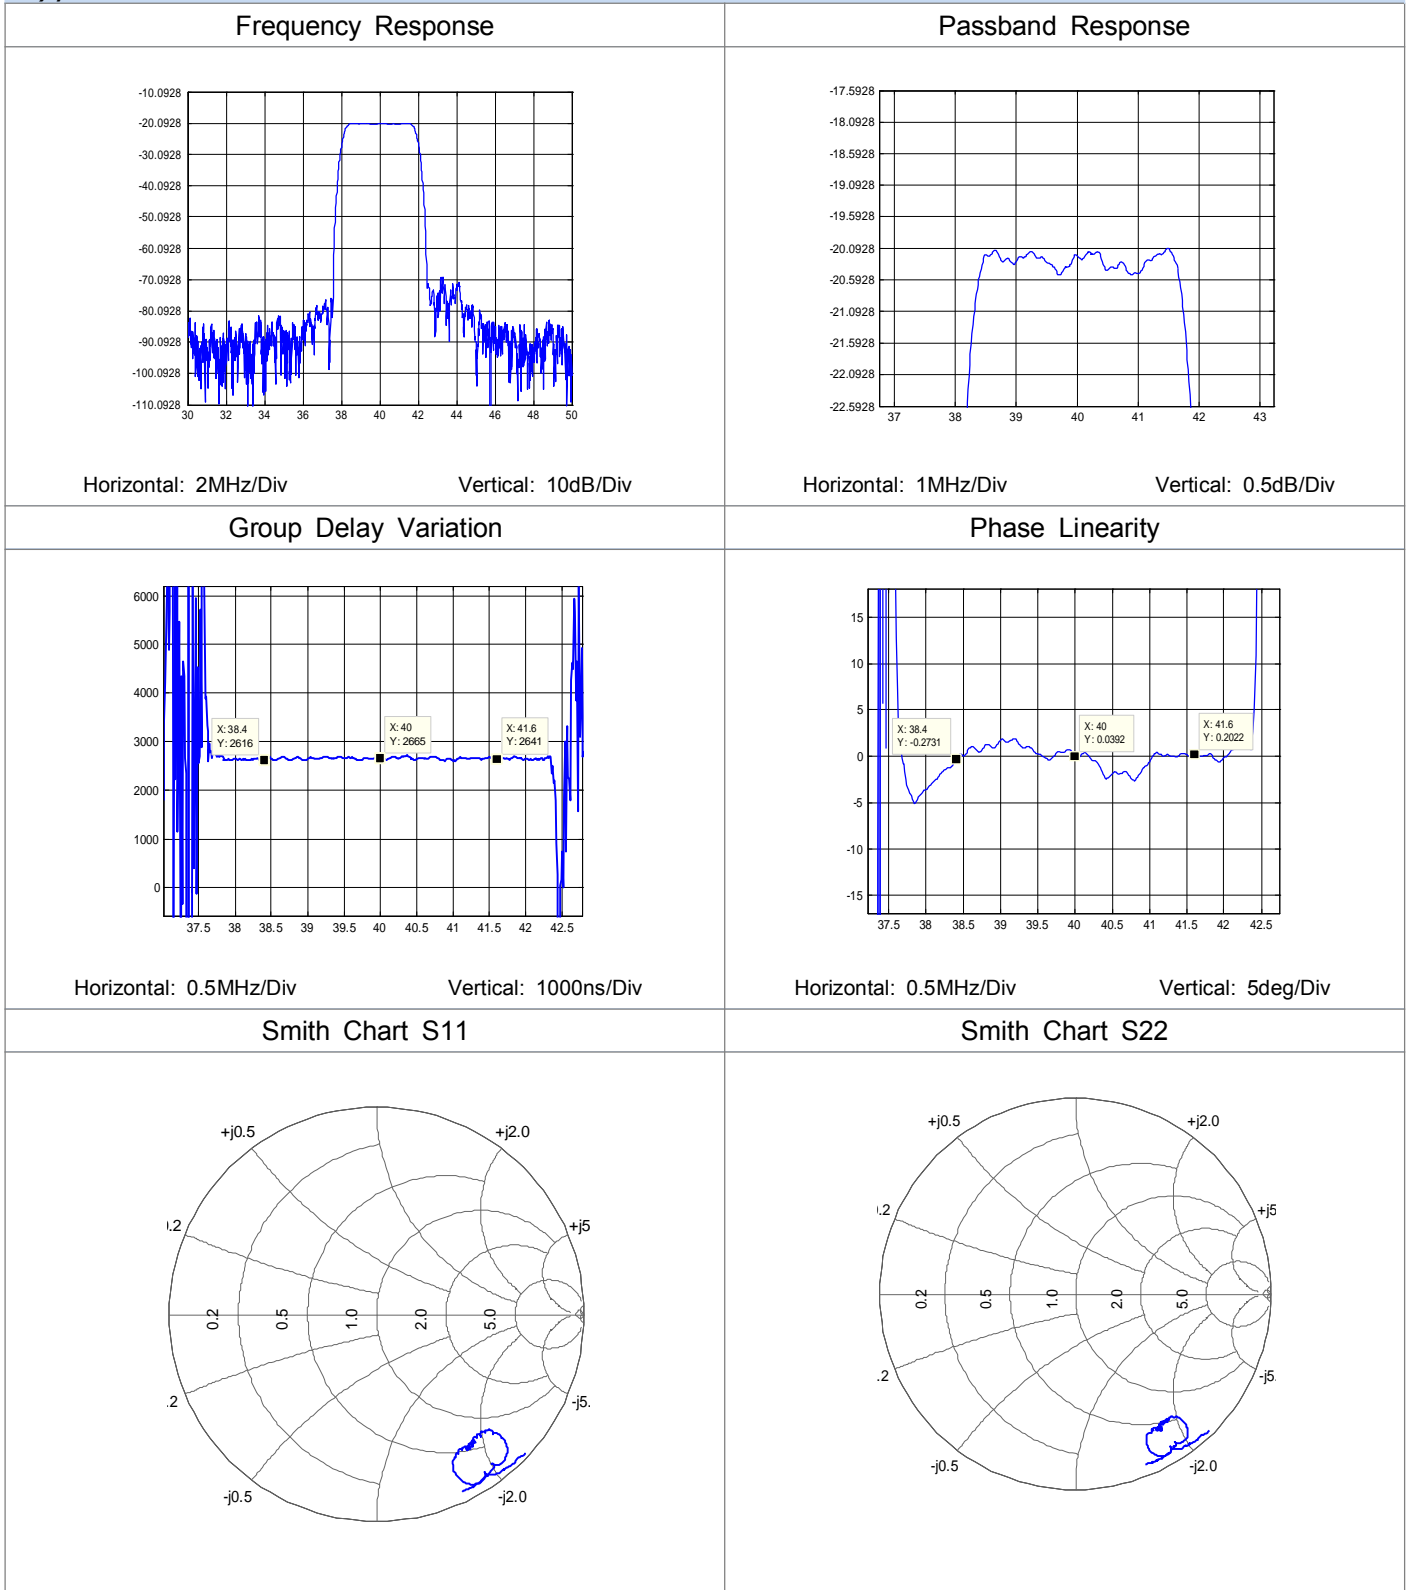 Frequency Response
Passband Response
-10.0928
-20.0928
-30.0928
-40.0928
-50.0928
-60.0928
-70.0928
-80.0928
-90.0928
-100.0928
-110.0928
30 32 34 36 38 40 42 44 46 48 50
Horizontal: 2MHz/Div Vertical: 10dB/Div
-17.5928
-18.0928
-18.5928
-19.0928
-19.5928
-20.0928
-20.5928
-21.0928
-21.5928
-22.0928
-22.5928
37 38 39 40 41 42 43
Horizontal: 1MHz/Div Vertical: 0.5dB/Div
Group Delay Variation
Phase Linearity
6000
5000
4000
3000
2000
1000
0
X: 38.4
Y: 2616
X: 40
Y: 2665
X: 41.6
Y: 2641
37.5 38 38.5 39 39.5 40 40.5 41 41.5 42 42.5
Horizontal: 0.5MHz/Div Vertical: 1000ns/Div
15
10
5
0
-5
-10
-15
X: 38.4
Y: -0.2731
X: 40
Y: 0.0392
X: 41.6
Y: 0.2022
37.5 38 38.5 39 39.5 40 40.5 41 41.5 42 42.5
Horizontal: 0.5MHz/Div Vertical: 5deg/Div
Smith Chart S11
Smith Chart S22
+j0.5 +j2.0
.2 +j5
0.2 0.5 1.0 2.0 5.0
.2 -j5.
-j0.5 -j2.0
+j0.5 +j2.0
.2 +j5
0.2 0.5 1.0 2.0 5.0
.2 -j5.
-j0.5 -j2.0